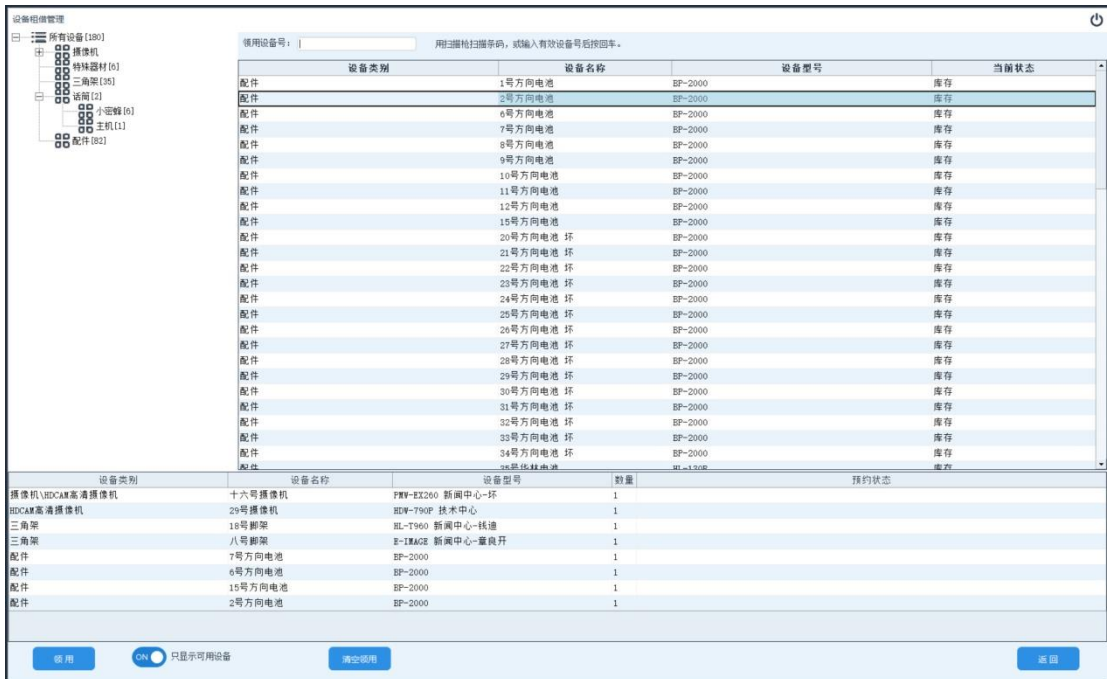 设备租借管理
所有设备[180]
摄像机
特殊器材[6]
三角架[35]
话筒[2]
小密蜂[6]
主机[1]
配件[82]
领用设备号: 用扫描枪扫描条码，或输入有效设备号后按回车。
设备类别 设备名称 设备型号 当前状态
配件 1号方向电池 BP-2000 库存
配件 2号方向电池 BP-2000 库存
配件 6号方向电池 BP-2000 库存
配件 7号方向电池 BP-2000 库存
配件 8号方向电池 BP-2000 库存
配件 9号方向电池 BP-2000 库存
配件 10号方向电池 BP-2000 库存
配件 11号方向电池 BP-2000 库存
配件 12号方向电池 BP-2000 库存
配件 15号方向电池 BP-2000 库存
配件 20号方向电池 坏 BP-2000 库存
配件 21号方向电池 坏 BP-2000 库存
配件 22号方向电池 坏 BP-2000 库存
配件 23号方向电池 坏 BP-2000 库存
配件 24号方向电池 坏 BP-2000 库存
配件 25号方向电池 坏 BP-2000 库存
配件 26号方向电池 坏 BP-2000 库存
配件 27号方向电池 坏 BP-2000 库存
配件 28号方向电池 坏 BP-2000 库存
配件 29号方向电池 坏 BP-2000 库存
配件 30号方向电池 坏 BP-2000 库存
配件 31号方向电池 坏 BP-2000 库存
配件 32号方向电池 坏 BP-2000 库存
配件 33号方向电池 坏 BP-2000 库存
配件 34号方向电池 坏 BP-2000 库存
配件 35号华林电池 HL-130R 库存
设备类别 设备名称 设备型号 数量 预约状态
摄像机\HDCAM高清摄像机 十六号摄像机 PMW-EX260 新闻中心-坏 1
HDCAM高清摄像机 29号摄像机 HDW-790P 技术中心 1
三角架 18号脚架 HL-T960 新闻中心-钱迪 1
三角架 八号脚架 E-IMAGE 新闻中心-章良开 1
配件 7号方向电池 BP-2000 1
配件 6号方向电池 BP-2000 1
配件 15号方向电池 BP-2000 1
配件 2号方向电池 BP-2000 1
领用 ON 只显示可用设备 清空领用 返回